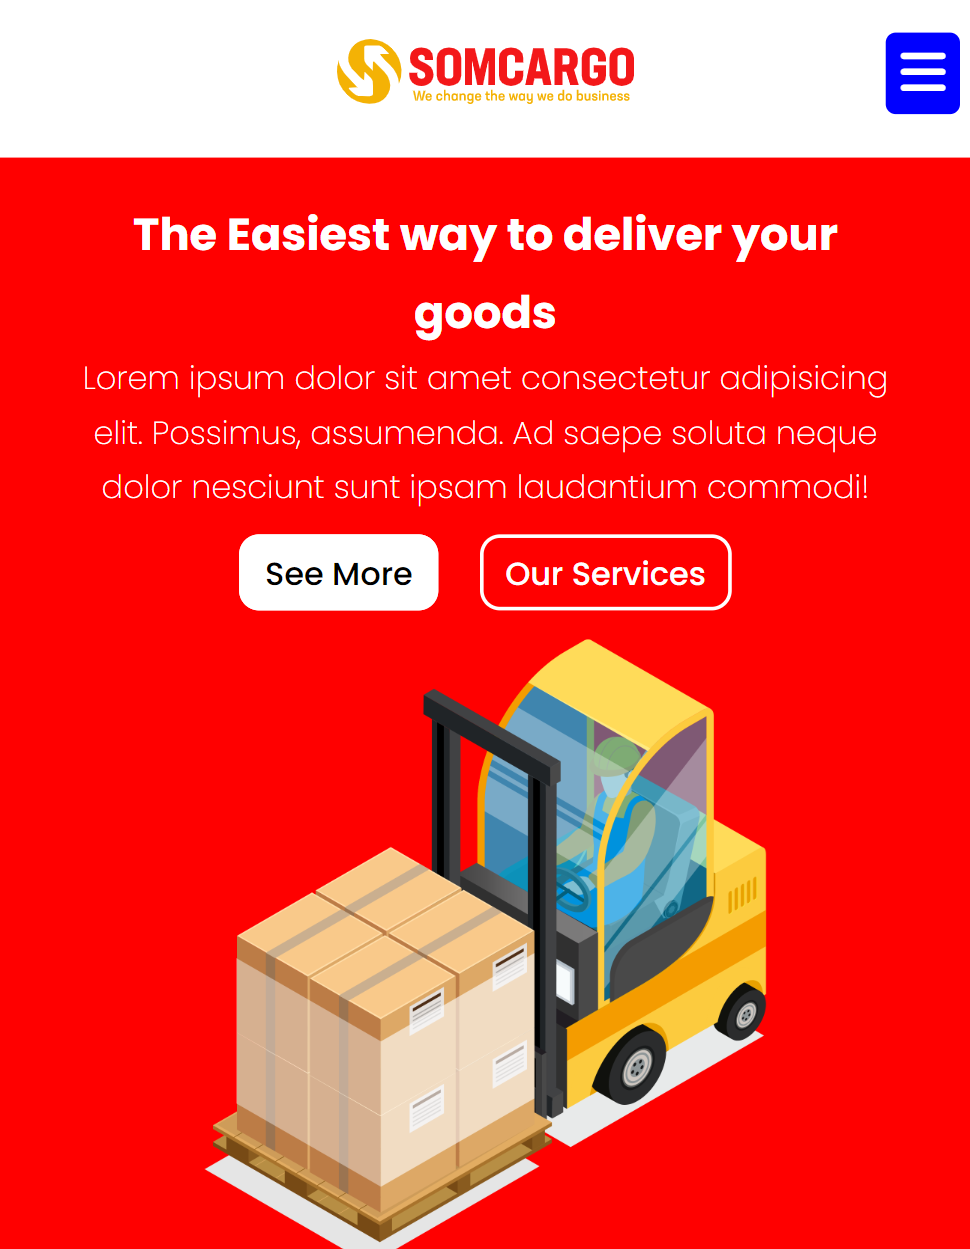 SOMCARGO
We change the way we do business
The Easiest way to deliver your
goods
Lorem ipsum dolor sit amet consectetur adipisicing
elit. Possimus, assumenda. Ad saepe soluta neque
dolor nesciunt sunt ipsam laudantium commodi!
See More
Our Services